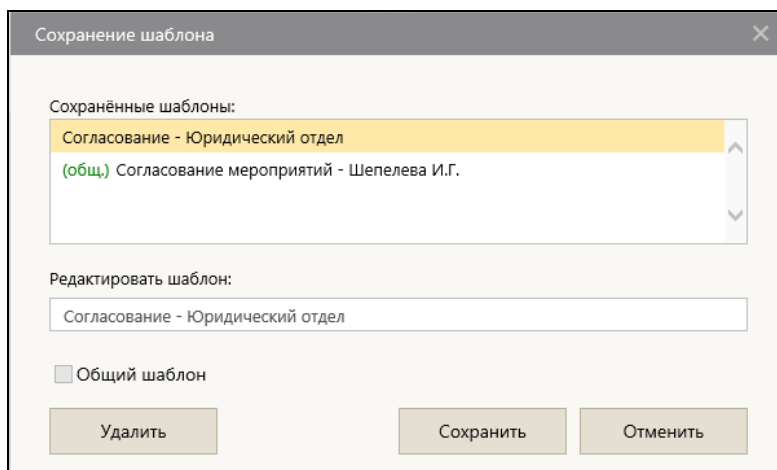 Сохранение шаблона
Сохранённые шаблоны:
Согласование - Юридический отдел
(общ.) Согласование мероприятий - Шепелева И.Г.
Редактировать шаблон:
Согласование - Юридический отдел
Общий шаблон
Удалить
Сохранить
Отменить